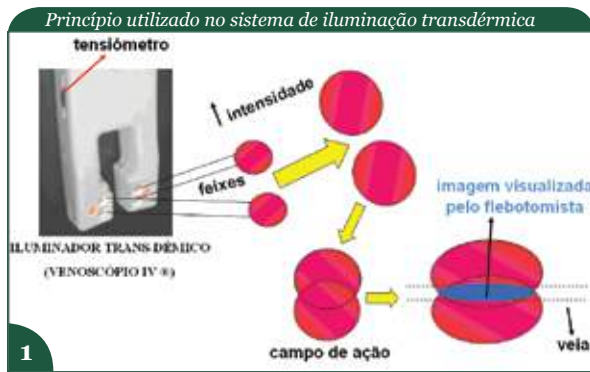 Princípio utilizado no sistema de iluminação transdérmica
tensiômetro
intensidade
feixes
imagem visualizada
pelo flebotomista
ILUMINADOR TRANS-DÉMICO
(VENOSCÓPIO IV ®)
campo de ação
veia
1